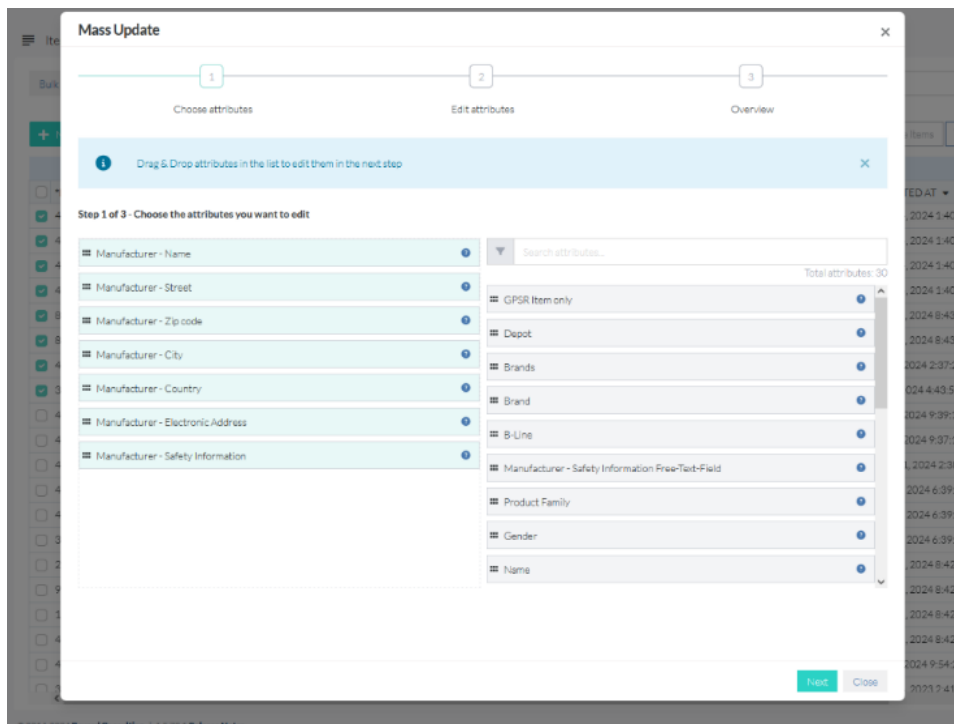 Mass Update
×
1
2
3
Choose attributes
Edit attributes
Overview
Drag & Drop attributes in the list to edit them in the next step
×
Step 1 of 3 - Choose the attributes you want to edit
Manufacturer - Name
Manufacturer - Street
Manufacturer - Zip code
Manufacturer - City
Manufacturer - Country
Manufacturer - Electronic Address
Manufacturer - Safety Information
Search attributes...
Total attributes: 30
GPSR Item only
Depot
Brands
Brand
B-Line
Manufacturer - Safety Information Free-Text-Field
Product Family
Gender
Name
Next
Close